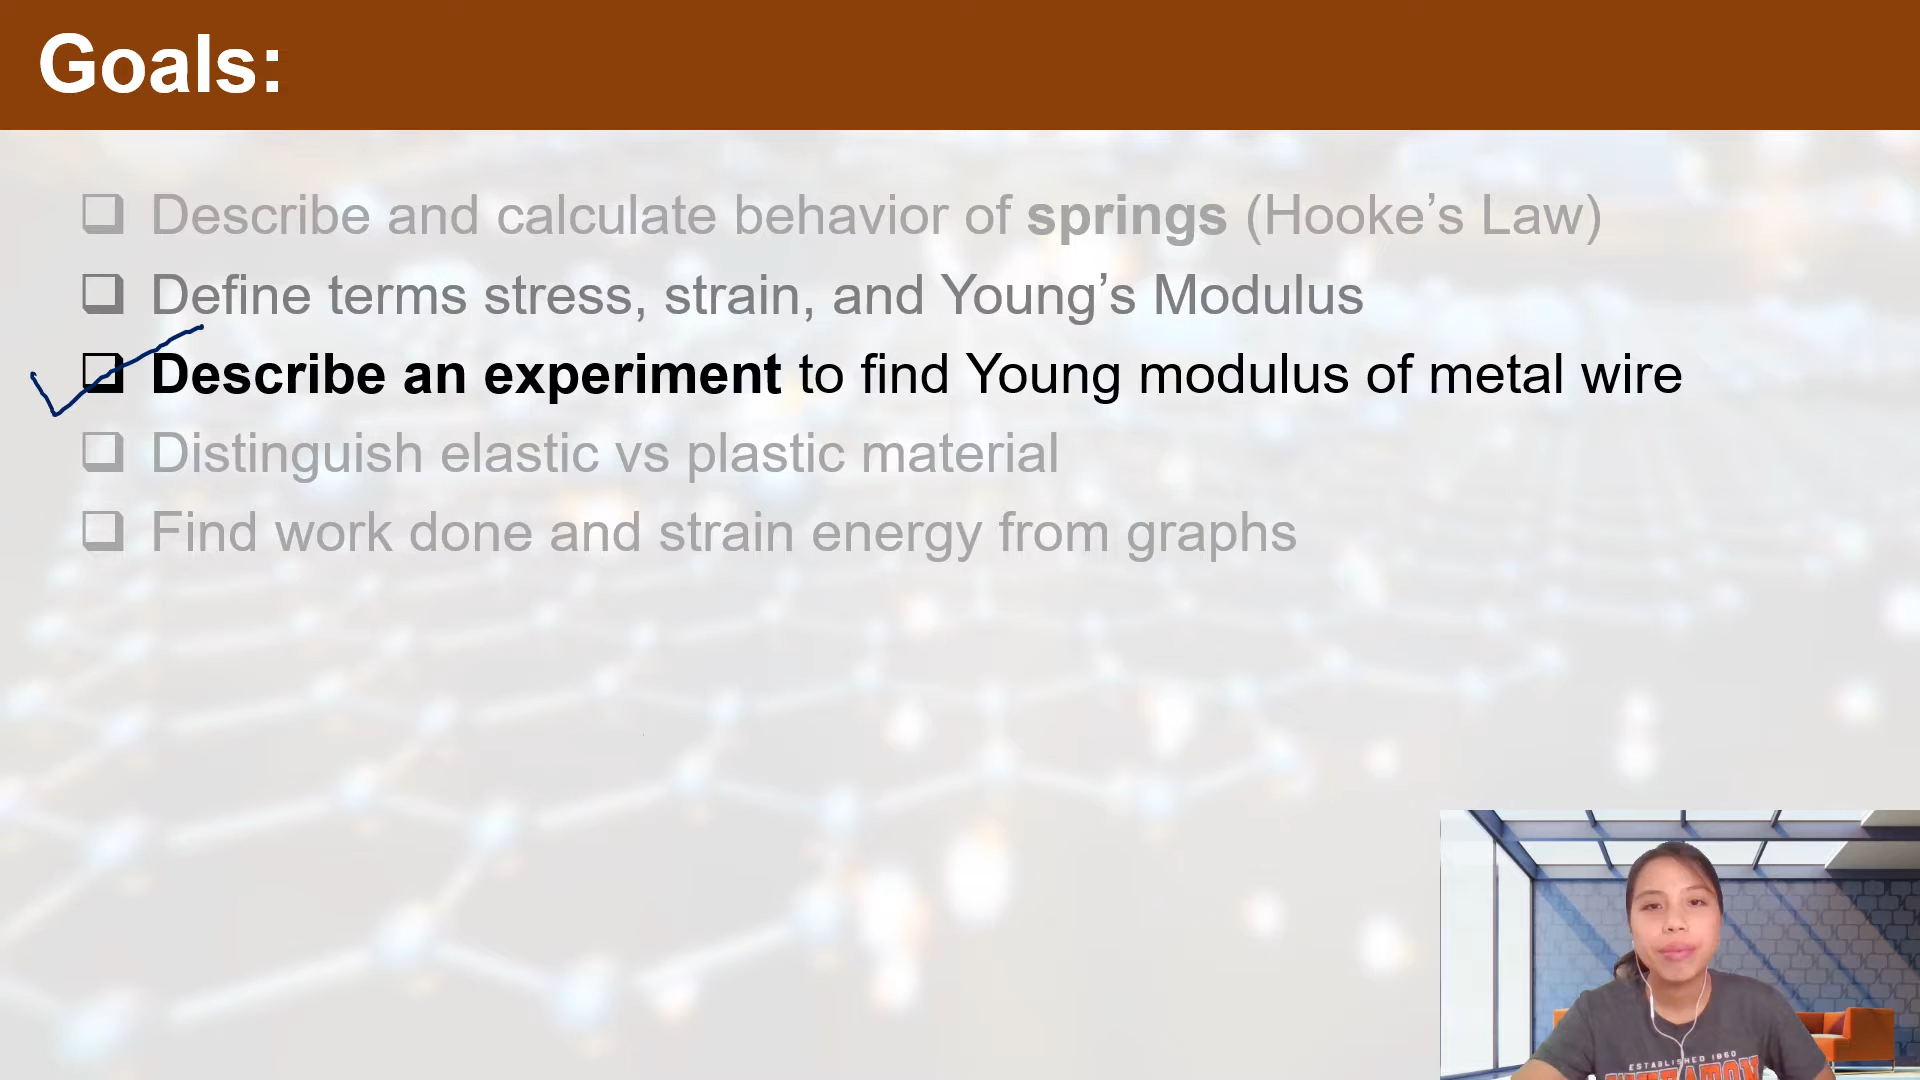 Goals:
Describe and calculate behavior of springs (Hooke’s Law)
Define terms stress, strain, and Young’s Modulus
Describe an experiment to find Young modulus of metal wire
Distinguish elastic vs plastic material
Find work done and strain energy from graphs
ESTABLISHED 1860